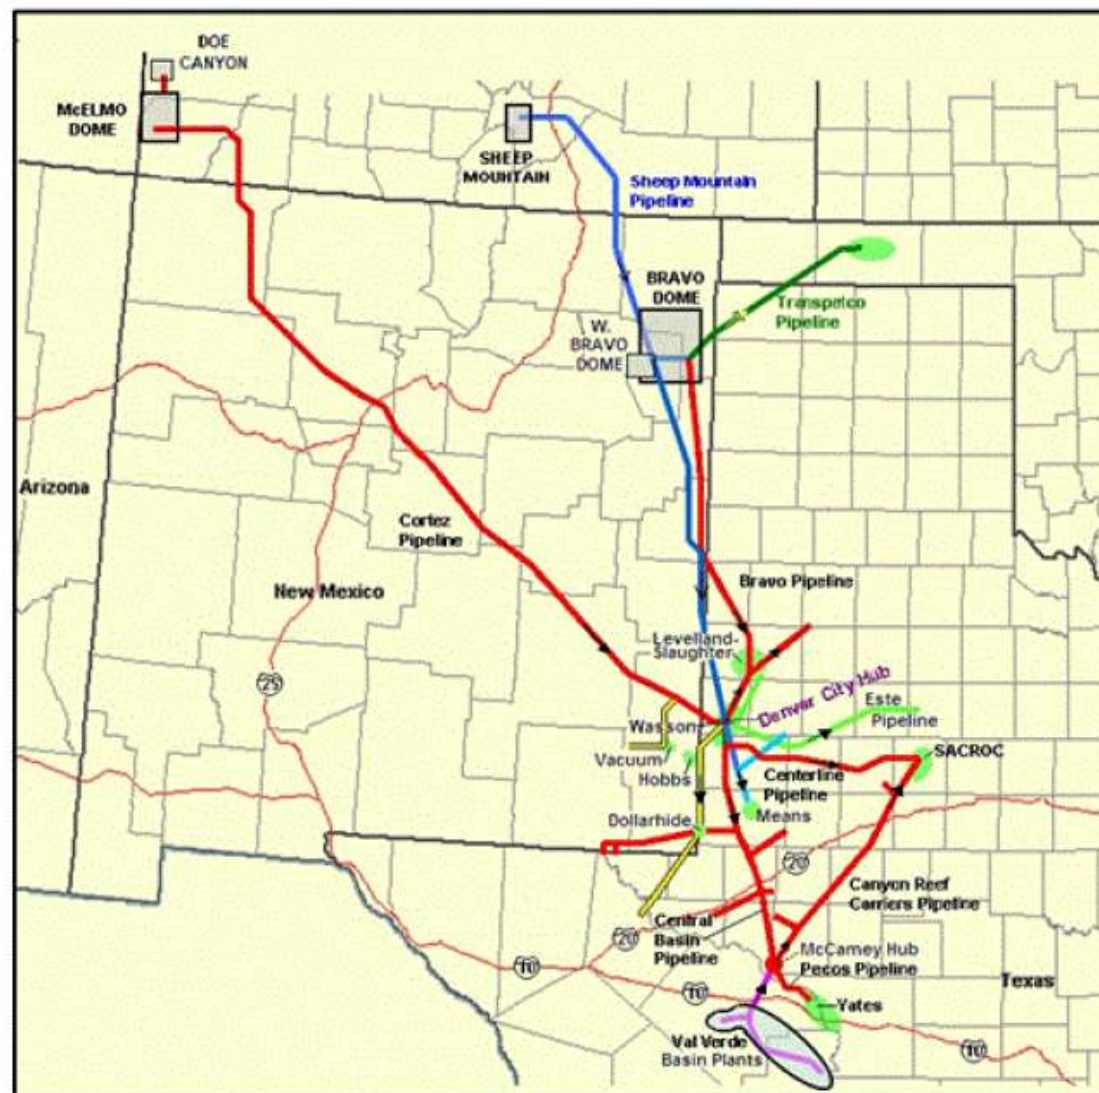 DOE
CANYON
McELMO
DOME
SHEEP
MOUNTAIN
Sheep Mountain
Pipeline
BRAVO
DOME
Transpetco
Pipeline
W.
BRAVO
DOME
Arizona
Cortez
Pipeline
New Mexico
Bravo Pipeline
Levelland-
Slaughter
25
Denver City Hub
Este
Pipeline
Wasson
SACROC
Vacuum
Hobbs
Centerline
Pipeline
Means
Dollarhide
20
Canyon Reef
Carriers Pipeline
Central
Basin
Pipeline
20
McCamey Hub
Pecos Pipeline
10
Texas
10
Yates
Val Verde
Basin Plants
10